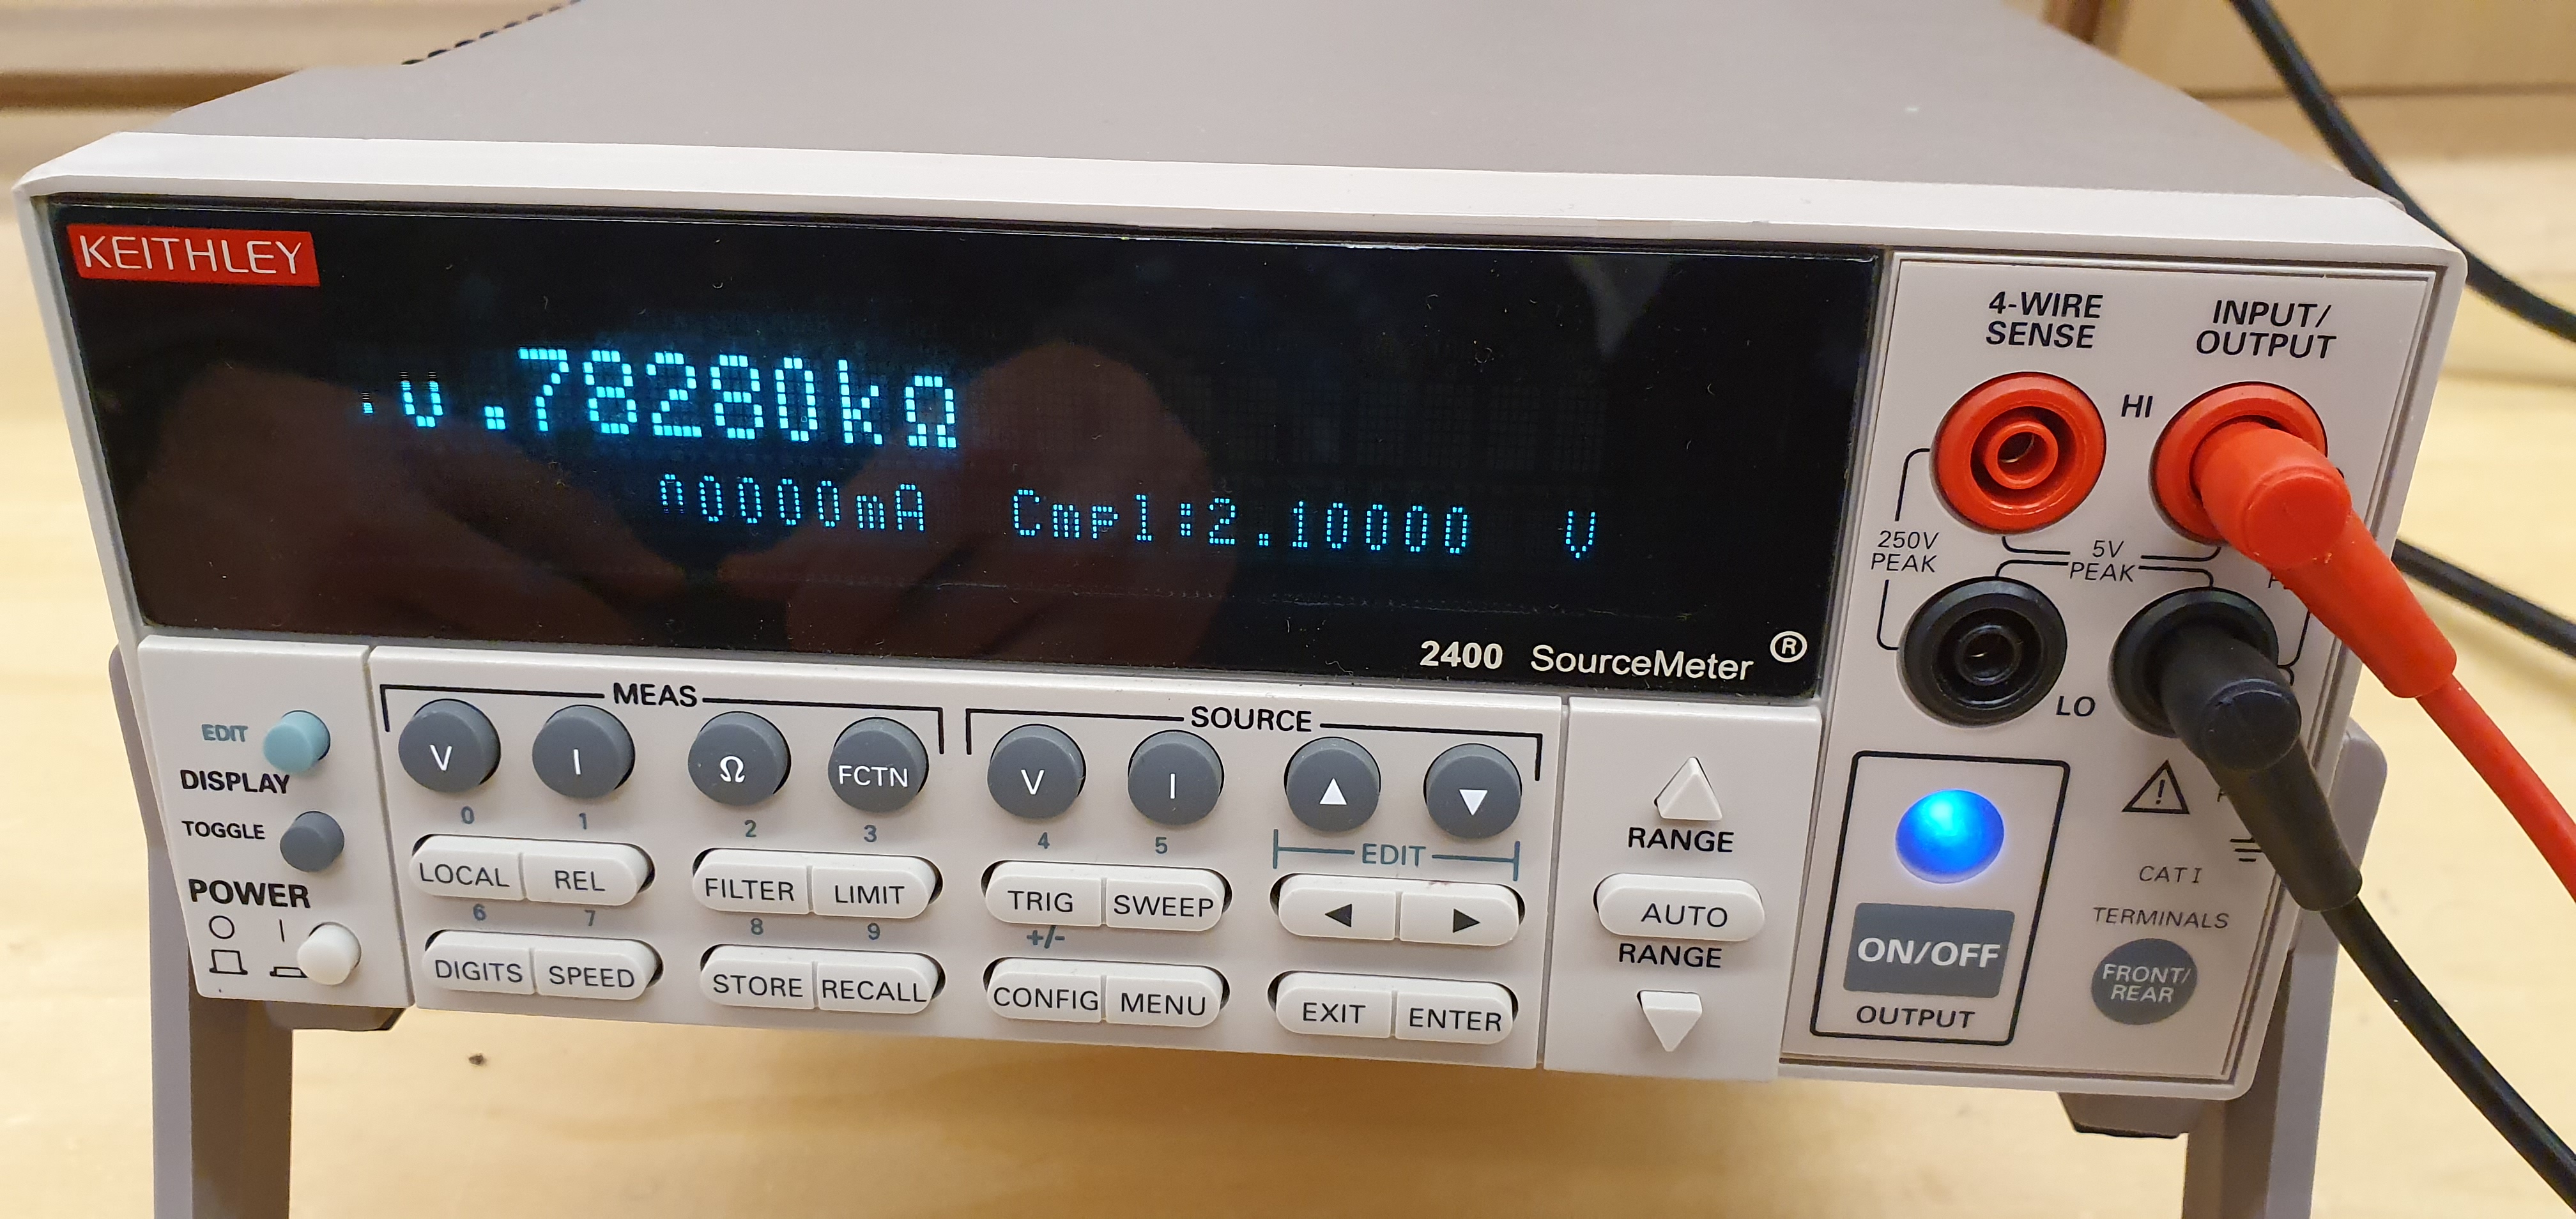 KEITHLEY
.78280kΩ
0000mA Cmpl:2.10000 V
2400 SourceMeter ®
4-WIRE
SENSE
INPUT/
OUTPUT
HI
250V
PEAK
5V
PEAK
LO
EDIT
DISPLAY
TOGGLE
POWER
MEAS
V I Ω FCTN
0 1 2 3
LOCAL REL FILTER LIMIT
6 7 8 9
DIGITS SPEED STORE RECALL
SOURCE
V I ▲ ▼
4 5
EDIT
TRIG SWEEP ◀ ▶
+/-
CONFIG MENU EXIT ENTER
RANGE
AUTO
RANGE
ON/OFF
OUTPUT
CAT I
TERMINALS
FRONT/
REAR